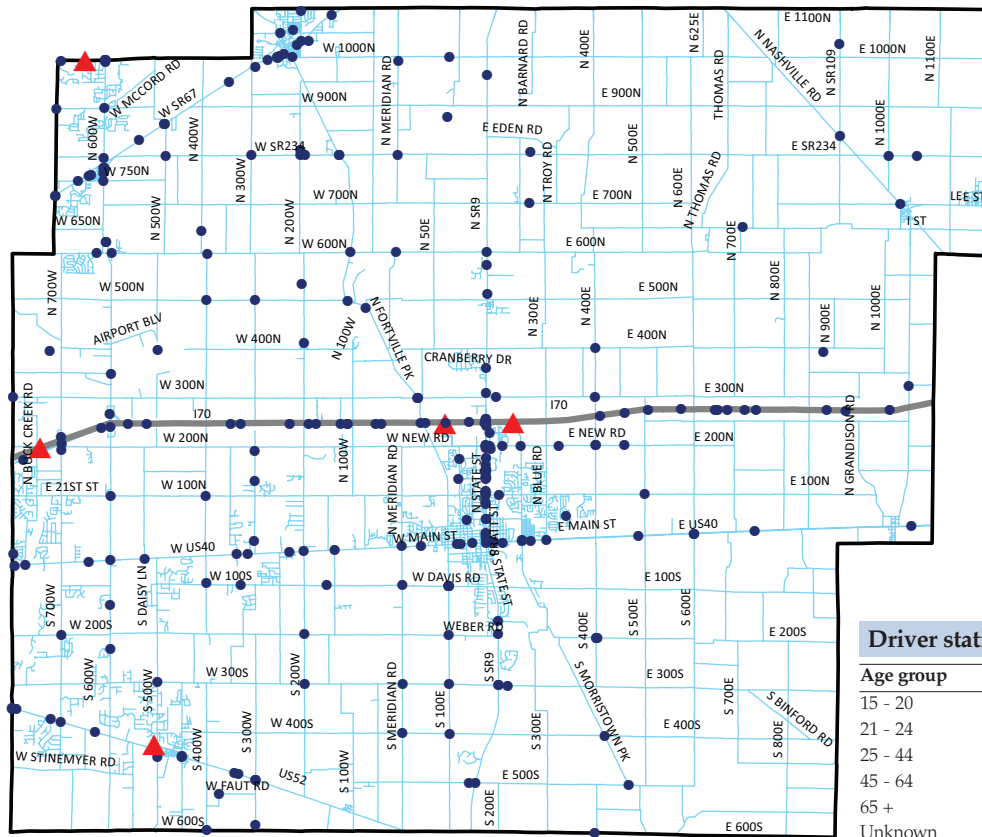 E 1100N
N NASHVILLE RD
N 625E
W 1000N
N MERIDIAN RD
N BARNARD RD
N 400E
THOMAS RD
N SR109
E 1000N
N 1100E
W MCCORD RD
W SR67
W 900N
E 900N
N 600W
N 400W
E EDEN RD
N 500E
N 1000E
W SR234
E SR234
W 750N
N 300W
N TROY RD
N THOMAS RD
W 700N
E 700N
N 600E
LEE ST
W 650N
N 500W
N 200W
N 50E
N SR9
I ST
W 600N
E 600N
N 700E
N 700W
W 500N
E 500N
N 800E
N 1000E
AIRPORT BLV
W 400N
N 100W
N FORTVILLE PK
N 300E
N 400E
E 400N
N 900E
CRANBERRY DR
N BUCK CREEK RD
W 300N
E 300N
I70
I70
W 200N
W NEW RD
E NEW RD
E 200N
N GRANDISON RD
N 100W
N MERIDIAN RD
N STATE ST
N BLUE RD
E 21ST ST
W 100N
E 100N
BRATT ST
E MAIN ST
E US40
W US40
W MAIN ST
S STATE ST
S DAISY LN
W 100S
W DAVIS RD
E 100S
S 700W
W 200S
WEBER RD
S 400E
S 500E
S 600E
E 200S
Driver stati
S 600W
S 500W
W 300S
S 200W
S MERIDIAN RD
S 100E
S SR9
S MORRISTOWN PK
E 300S
S 700E
S BINFORD RD
Age group
15 - 20
W 400S
S 300W
S 300E
E 400S
S 800E
21 - 24
W STINEMYER RD
S 400W
US52
S 100W
25 - 44
W FAUT RD
E 500S
S 200E
45 - 64
65 +
W 600S
E 600S
Unknown